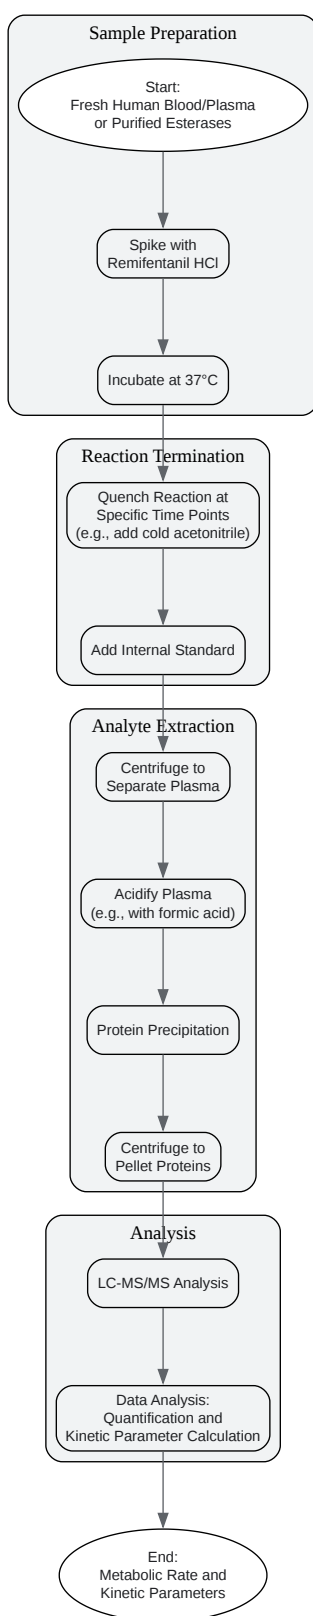 Sample Preparation
Start:
Fresh Human Blood/Plasma
or Purified Esterases
Spike with
Remifentanil HCl
Incubate at 37°C
Reaction Termination
Quench Reaction at
Specific Time Points
(e.g., add cold acetonitrile)
Add Internal Standard
Analyte Extraction
Centrifuge to
Separate Plasma
Acidify Plasma
(e.g., with formic acid)
Protein Precipitation
Centrifuge to
Pellet Proteins
Analysis
LC-MS/MS Analysis
Data Analysis:
Quantification and
Kinetic Parameter Calculation
End:
Metabolic Rate and
Kinetic Parameters